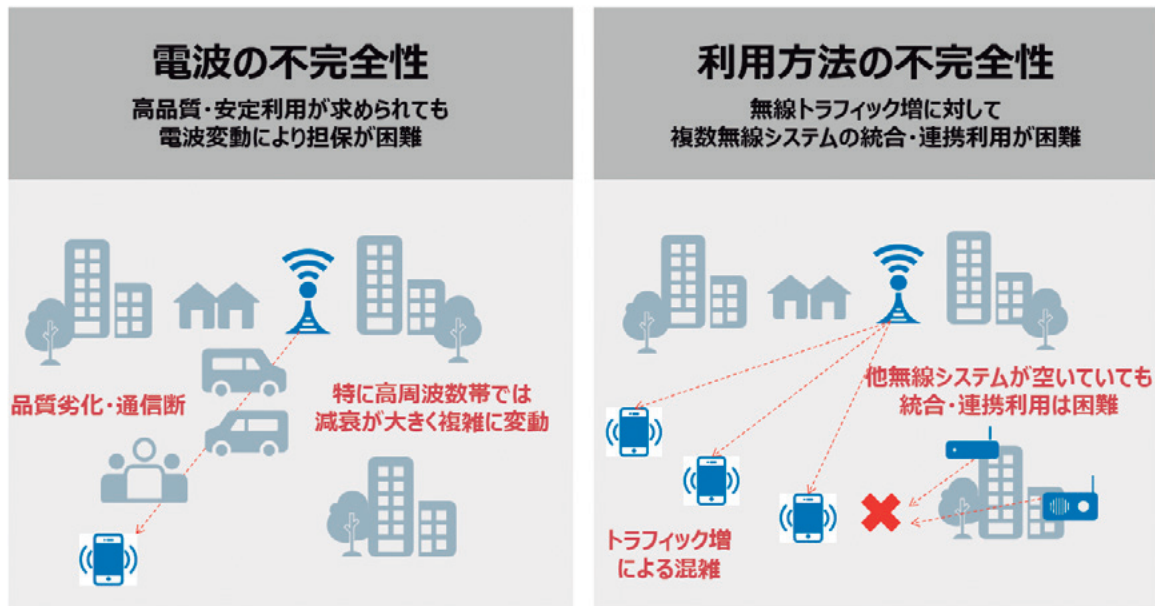 電波の不完全性
高品質・安定利用が求められても
電波変動により担保が困難
品質劣化・通信断
特に高周波数帯では
減衰が大きく複雑に変動
利用方法の不完全性
無線トラフィック増に対して
複数無線システムの統合・連携利用が困難
他無線システムが空いていても
統合・連携利用は困難
トラフィック増
による混雑